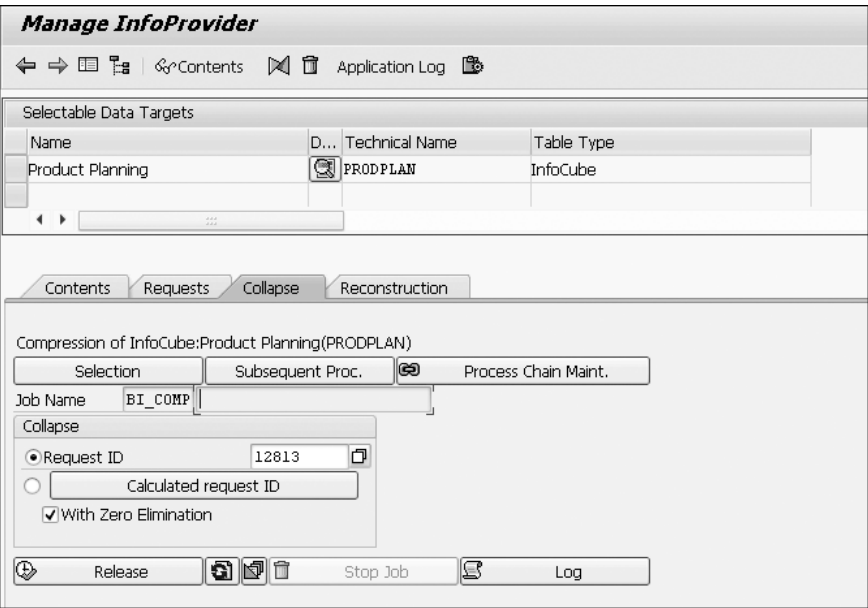 Manage InfoProvider
Contents Application Log
Selectable Data Targets
Name D... Technical Name Table Type
Product Planning PRODPLAN InfoCube
Contents Requests Collapse Reconstruction
Compression of InfoCube:Product Planning(PRODPLAN)
Selection Subsequent Proc. Process Chain Maint.
Job Name BI_COMP
Collapse
Request ID 12813
Calculated request ID
With Zero Elimination
Release Stop Job Log